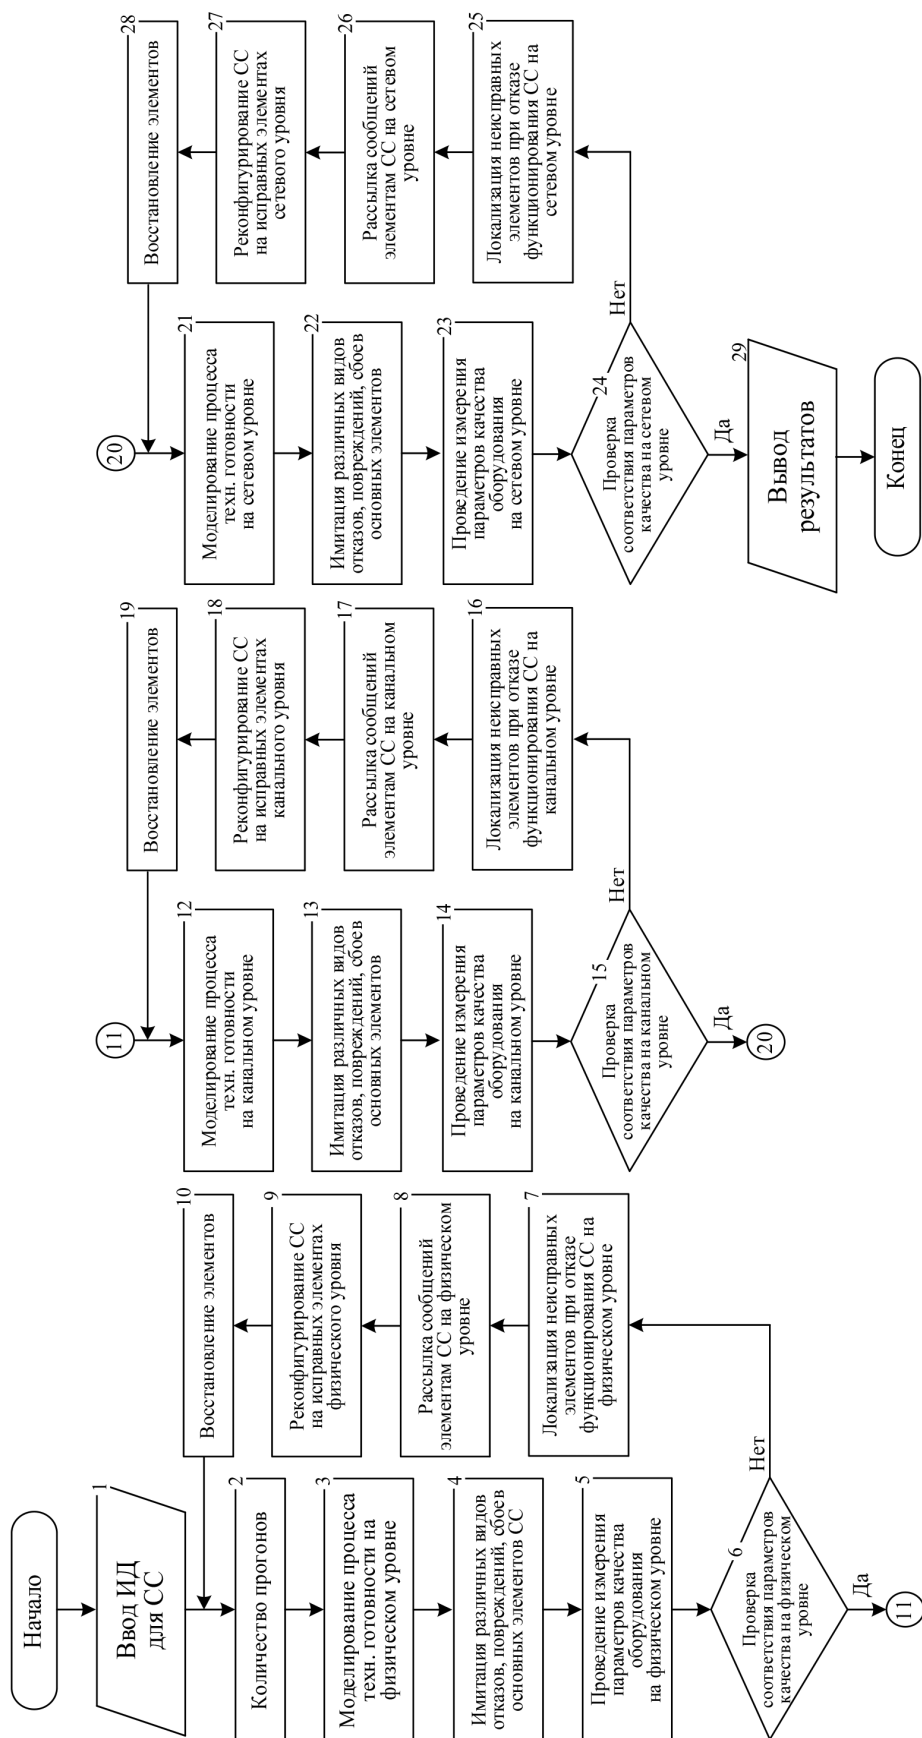 Начало
1
Ввод ИД
для СС
2
Количество прогонов
3
Моделирование процесса
техн. готовности на
физическом уровне
4
Имитация различных видов
отказов, повреждений, сбоев
основных элементов СС
5
Проведение измерения
параметров качества
оборудования
на физическом уровне
6
Проверка
соответствия параметров
качества на физическом
уровне
Да
11
Нет
7
Локализация неисправных
элементов при отказе
функционирования СС на
физическом уровне
8
Рассылка сообщений
элементам СС на физическом
уровне
9
Реконфигурирование СС
на исправных элементах
физического уровня
10
Восстановление элементов
11
12
Моделирование процесса
техн. готовности
на канальном уровне
13
Имитация различных видов
отказов, повреждений, сбоев
основных элементов
14
Проведение измерения
параметров качества
оборудования
на канальном уровне
15
Проверка
соответствия параметров
качества на канальном
уровне
Да
20
Нет
16
Локализация неисправных
элементов при отказе
функционирования СС на
канальном уровне
17
Рассылка сообщений
элементам СС на канальном
уровне
18
Реконфигурирование СС
на исправных элементах
канального уровня
19
Восстановление элементов
20
21
Моделирование процесса
техн. готовности
на сетевом уровне
22
Имитация различных видов
отказов, повреждений, сбоев
основных элементов
23
Проведение измерения
параметров качества
оборудования
на сетевом уровне
24
Проверка
соответствия параметров
качества на сетевом
уровне
Да
Нет
25
Локализация неисправных
элементов при отказе
функционирования СС на
сетевом уровне
26
Рассылка сообщений
элементам СС на сетевом
уровне
27
Реконфигурирование СС
на исправных элементах
сетевого уровня
28
Восстановление элементов
29
Вывод
результатов
Конец